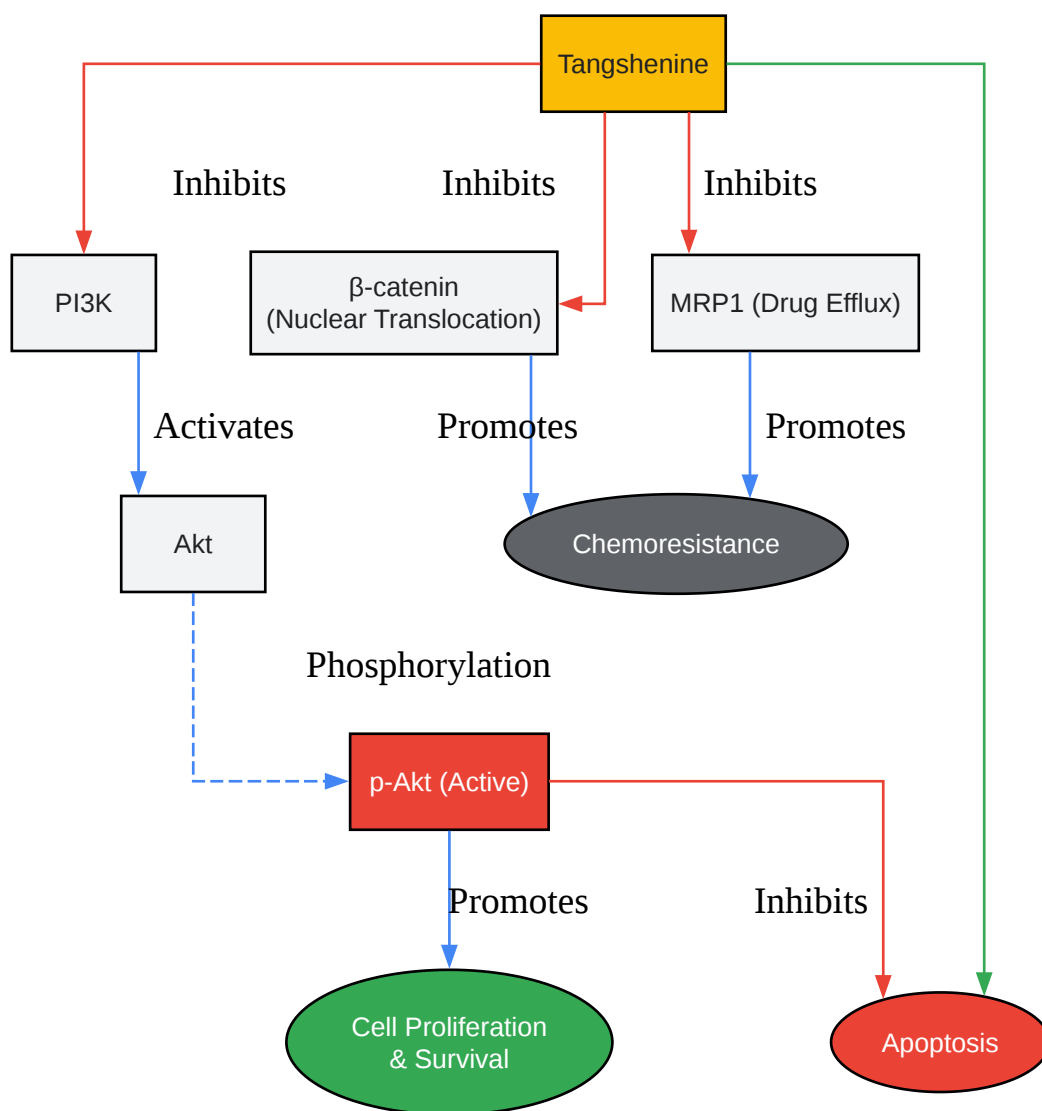 Tangshenine
Inhibits
Inhibits
Inhibits
PI3K
β-catenin
(Nuclear Translocation)
MRP1 (Drug Efflux)
Activates
Promotes
Promotes
Akt
Chemoresistance
Phosphorylation
p-Akt (Active)
Promotes
Inhibits
Cell Proliferation
& Survival
Apoptosis